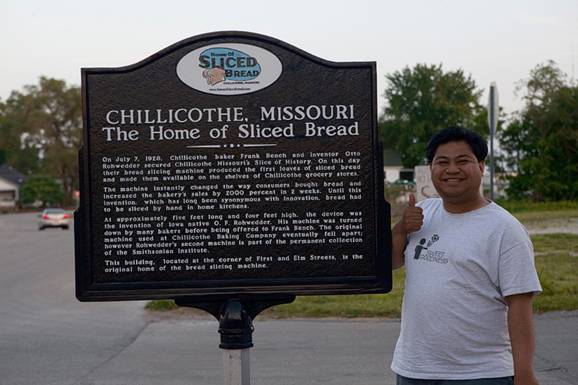 HOME OF
SLICED
BREAD
CHILLICOTHE, MISSOURI
CHILLICOTHE, MISSOURI
The Home of Sliced Bread
On July 7, 1928, Chillicothe baker Frank Bench and inventor Otto
Rohwedder secured Chillicothe Missouri's Slice of History. On this day
their bread slicing machine produced the first loaves of sliced bread
and made them available on the shelves of Chillicothe grocery stores.
The machine instantly changed the way consumers bought bread and
increased the bakery's sales by 2000 percent in 2 weeks. Until this
invention, which has long been synonymous with innovation, bread had
to be sliced by hand in home kitchens.
At approximately five feet long and four feet high, the device was
the invention of Iowa native O. F. Rohwedder. His machine was turned
down by many bakers before being offered to Frank Bench. The original
machine used at Chillicothe Baking Company eventually fell apart;
however Rohwedder's second machine is part of the permanent collection
of the Smithsonian Institute.
This building, located at the corner of First and Elm Streets, is the
original home of the bread slicing machine.